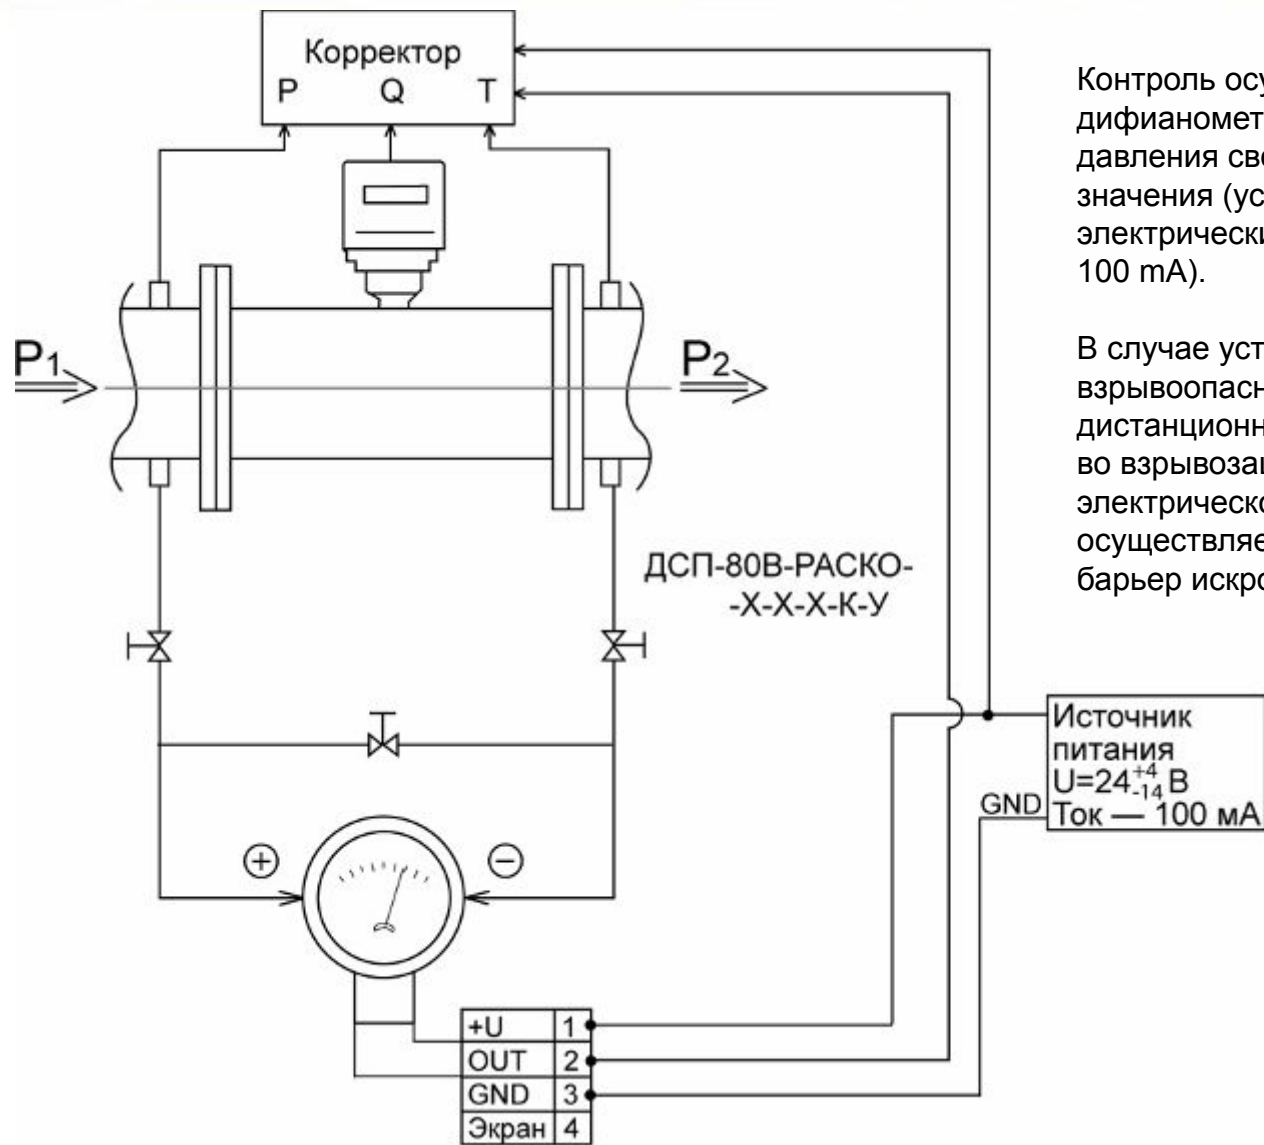 Корректор
P Q T
Контроль осу
дифианомет
давления све
значения (ус
электрически
100 mA).
В случае уст
взрывоопасн
дистанционн
во взрывозащ
электрическо
осуществляе
барьер искро
P1
P2
ДСП-80В-РАСКО-
-Х-Х-Х-К-У
Источник
питания
U=24+4-14 В
GND
Ток — 100 мА
+ −
+U 1
OUT 2
GND 3
Экран 4